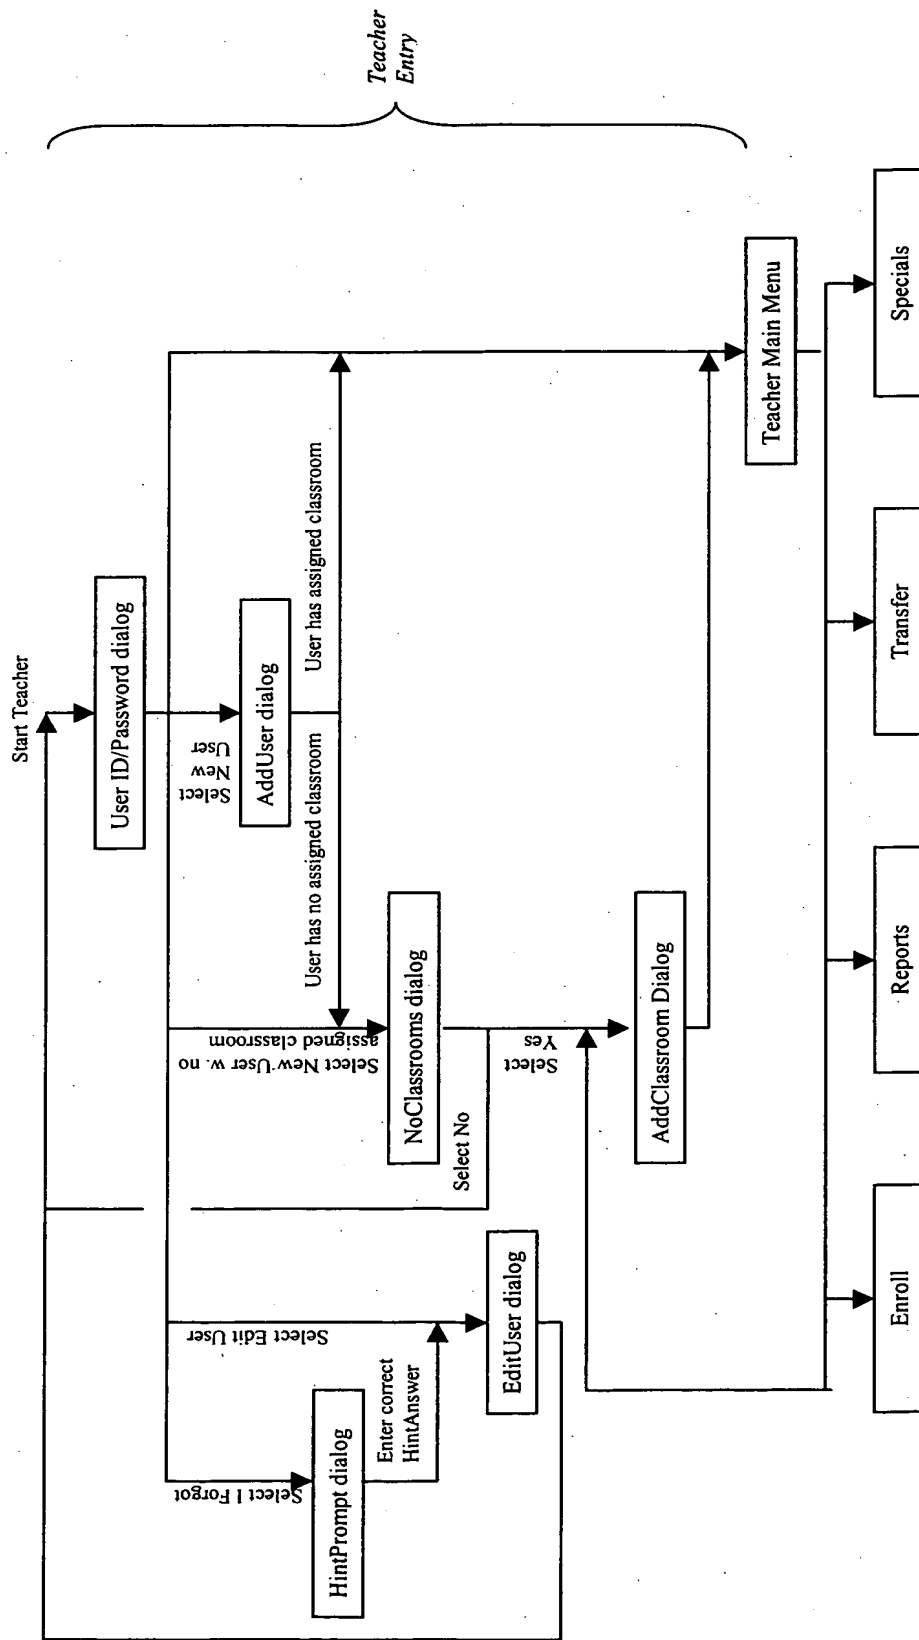 Teacher
Entry
Start Teacher
User ID/Password dialog
Select
New
User
AddUser dialog
User has no assigned classroom
User has assigned classroom
Select New User w. no
assigned classroom
NoClassrooms dialog
Select No
Select
Yes
AddClassroom Dialog
Select Edit User
Select I Forgot
HintPrompt dialog
Enter correct
HintAnswer
EditUser dialog
Teacher Main Menu
Enroll
Reports
Transfer
Specials